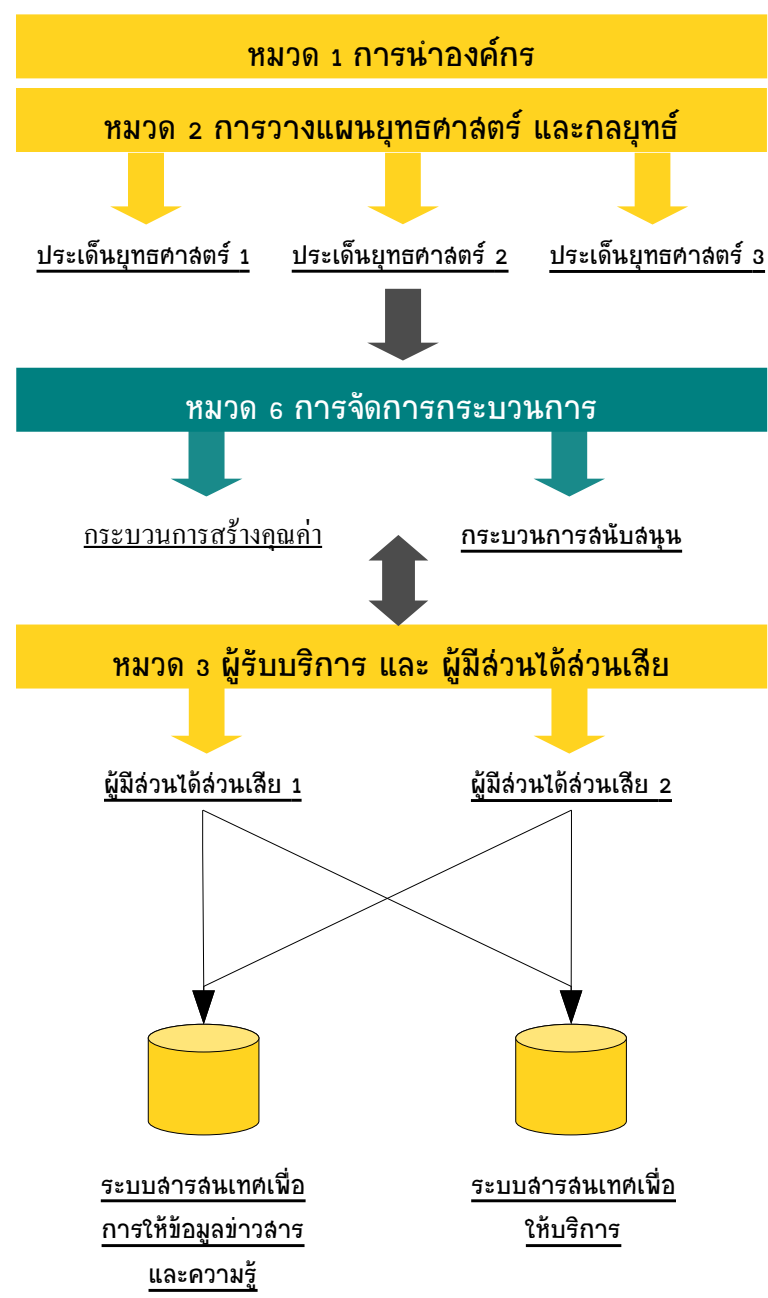 หมวด 1 การนำองค์กร
หมวด 2 การวางแผนยุทธศาสตร์ และกลยุทธ์
ประเด็นยุทธศาสตร์ 1
ประเด็นยุทธศาสตร์ 2
ประเด็นยุทธศาสตร์ 3
หมวด 6 การจัดการกระบวนการ
กระบวนการสร้างคุณค่า
กระบวนการสนับสนุน
หมวด 3 ผู้รับบริการ และ ผู้มีส่วนได้ส่วนเสีย
ผู้มีส่วนได้ส่วนเสีย 1
ผู้มีส่วนได้ส่วนเสีย 2
ระบบสารสนเทศเพื่อ
การให้ข้อมูลข่าวสาร
และความรู้
ระบบสารสนเทศเพื่อ
ให้บริการ